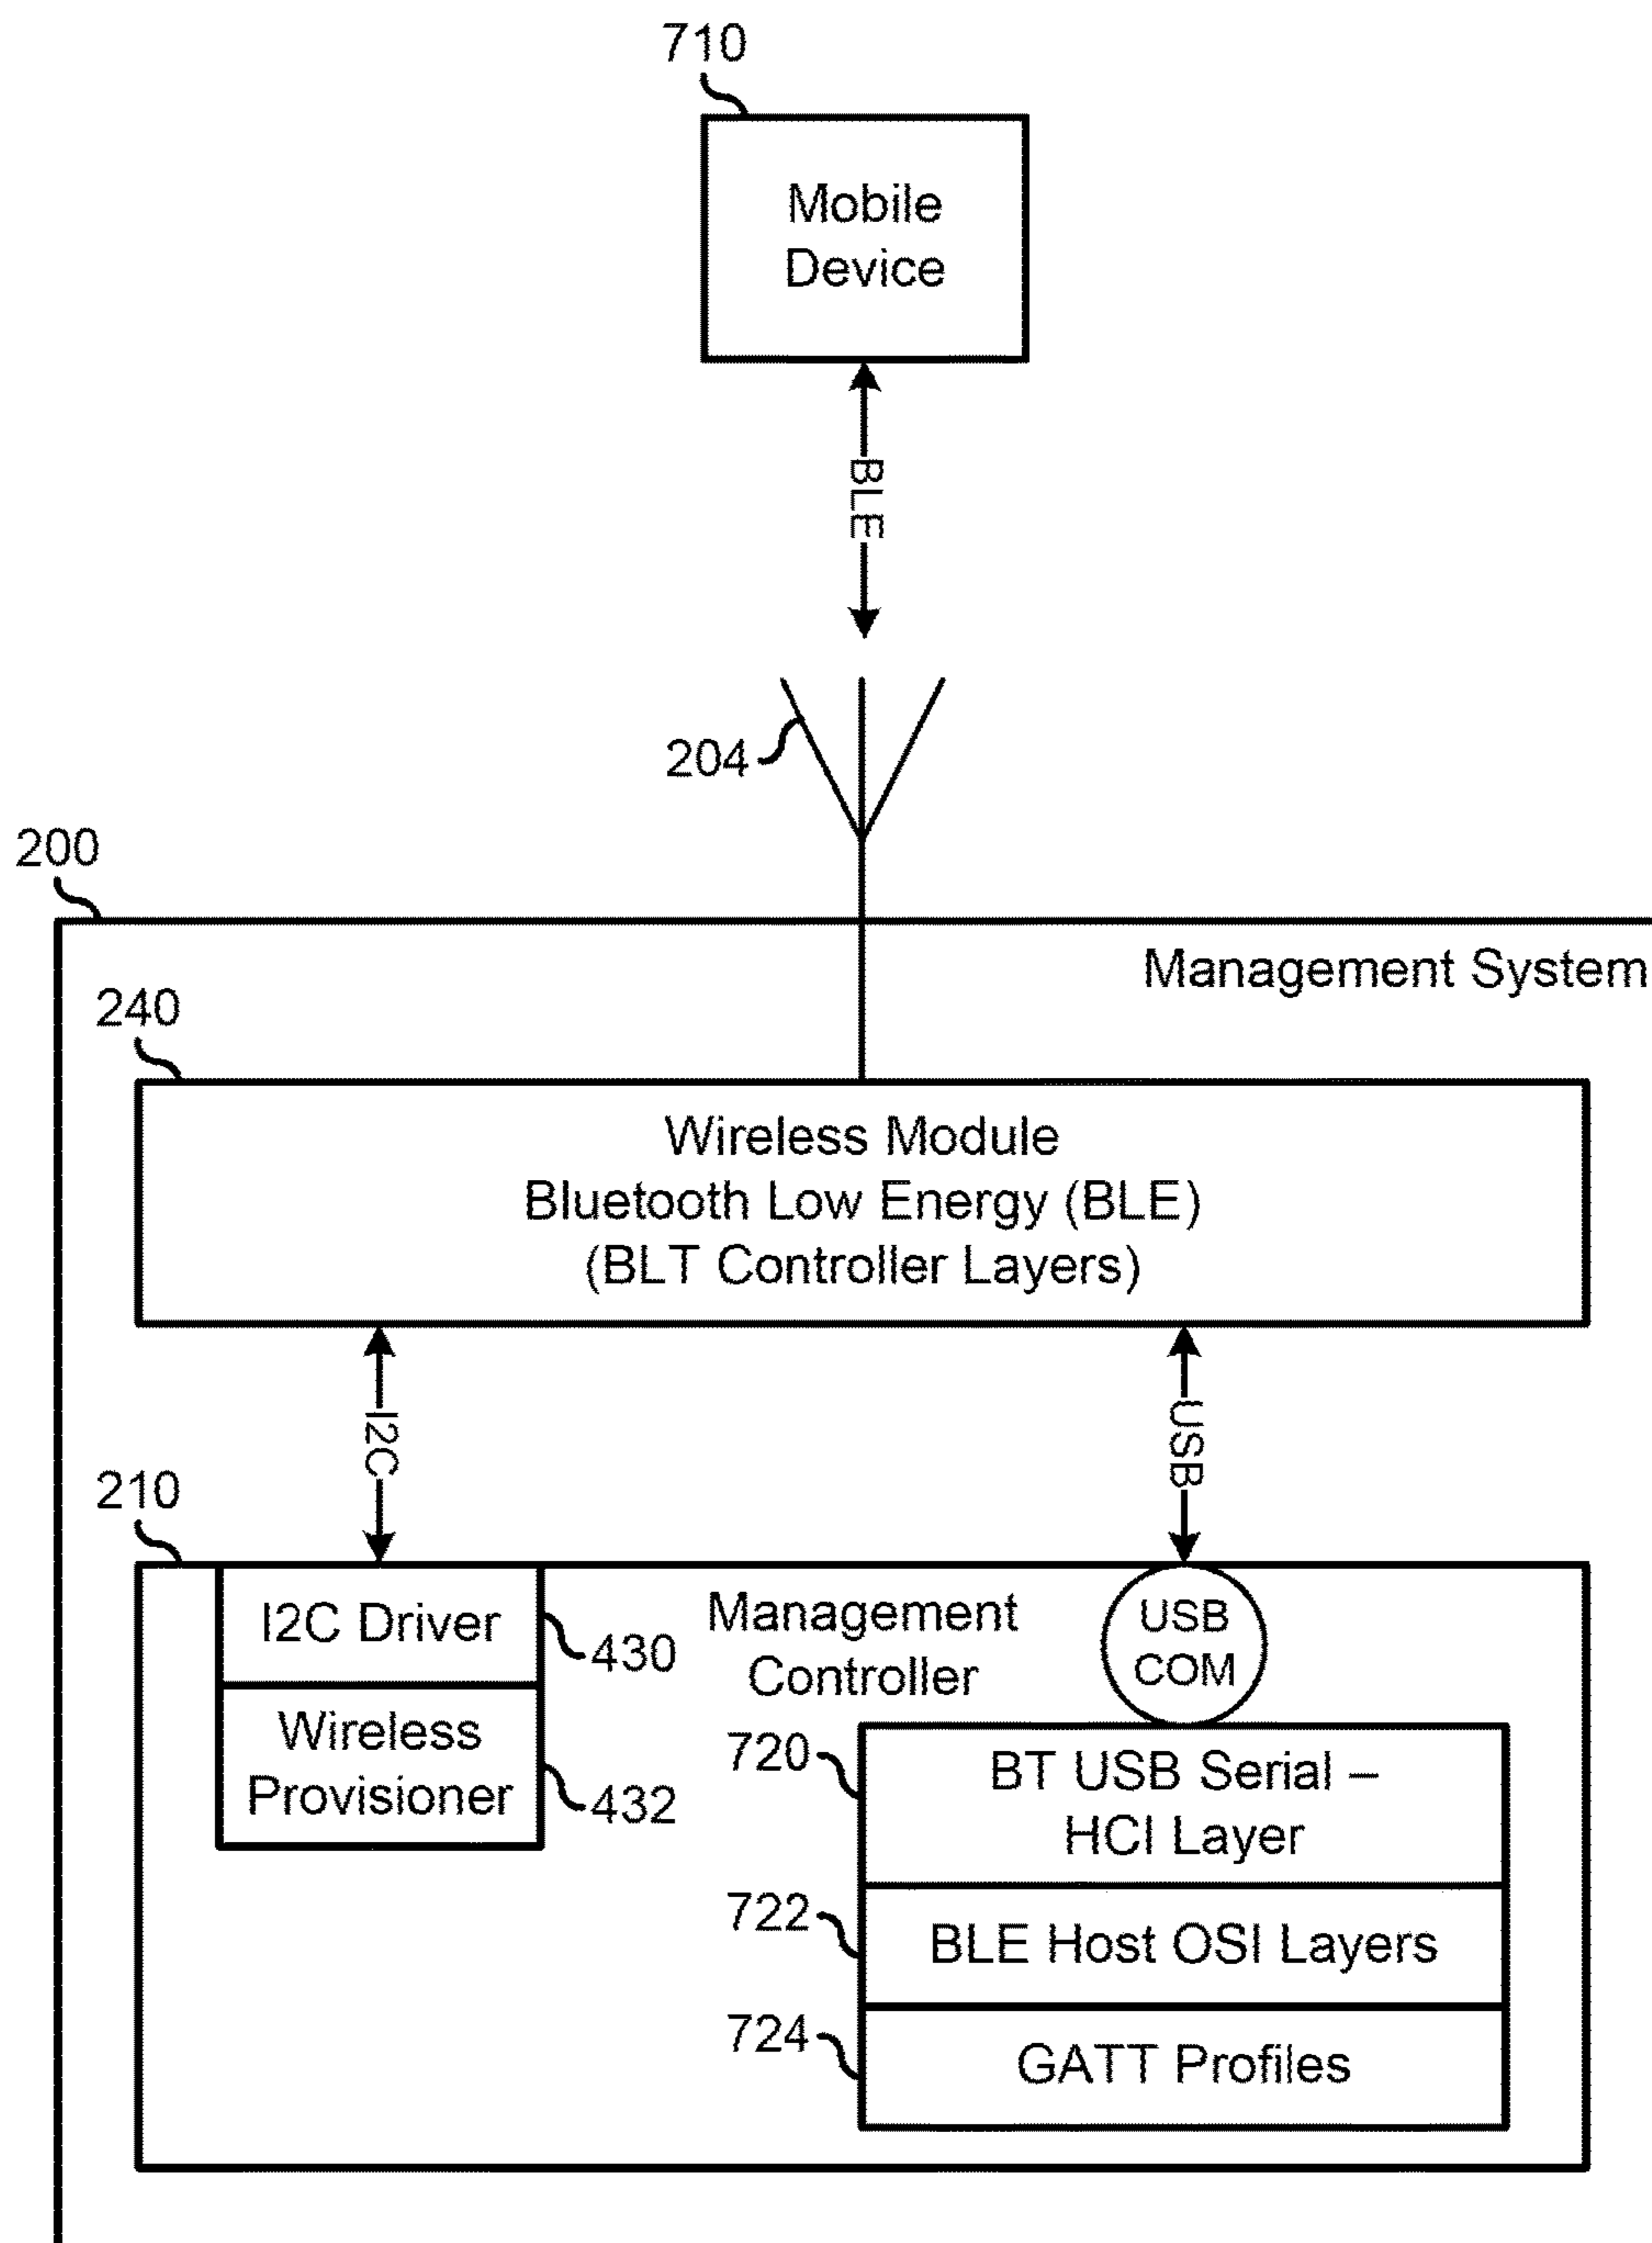 710
Mobile
Device
BLE
204
200
Management System
240
Wireless Module
Bluetooth Low Energy (BLE)
(BLT Controller Layers)
I2C
USB
210
I2C Driver
430
Wireless
Provisioner
432
Management
Controller
USB
COM
720
BT USB Serial –
HCI Layer
722
BLE Host OSI Layers
724
GATT Profiles